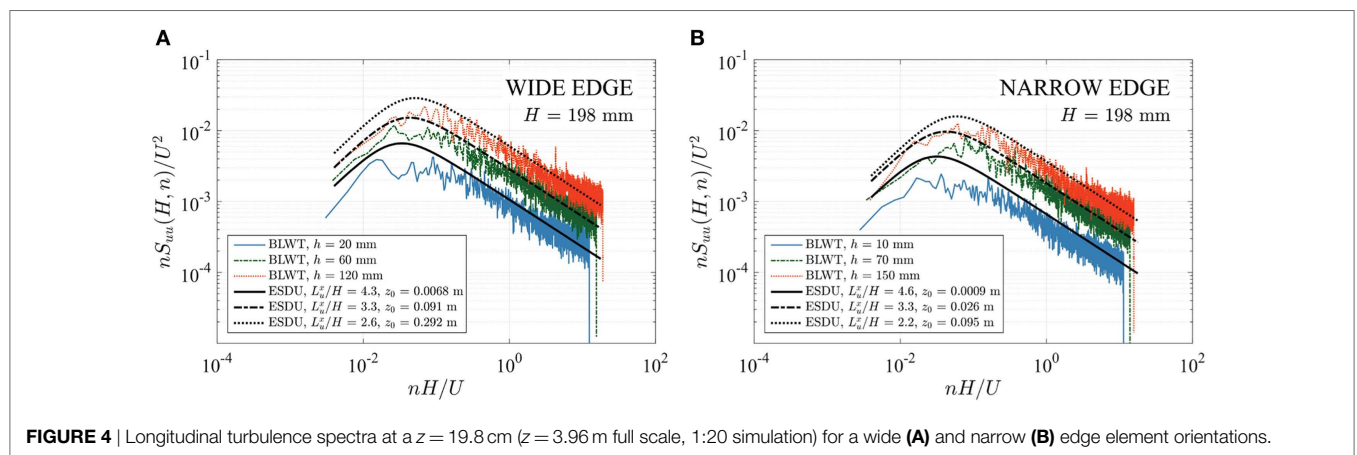 A
10^-1
10^-2
10^-3
10^-4
nS_uu(H, n)/U^2
WIDE EDGE
H = 198 mm
BLWT, h = 20 mm
BLWT, h = 60 mm
BLWT, h = 120 mm
ESDU, L_u^x/H = 4.3, z_0 = 0.0068 m
ESDU, L_u^x/H = 3.3, z_0 = 0.091 m
ESDU, L_u^x/H = 2.6, z_0 = 0.292 m
10^-4 10^-2 10^0 10^2
nH/U
B
10^-1
10^-2
10^-3
10^-4
nS_uu(H, n)/U^2
NARROW EDGE
H = 198 mm
BLWT, h = 10 mm
BLWT, h = 70 mm
BLWT, h = 150 mm
ESDU, L_u^x/H = 4.6, z_0 = 0.0009 m
ESDU, L_u^x/H = 3.3, z_0 = 0.026 m
ESDU, L_u^x/H = 2.2, z_0 = 0.095 m
10^-4 10^-2 10^0 10^2
nH/U
FIGURE 4 | Longitudinal turbulence spectra at a z = 19.8 cm (z = 3.96 m full scale, 1:20 simulation) for a wide (A) and narrow (B) edge element orientations.